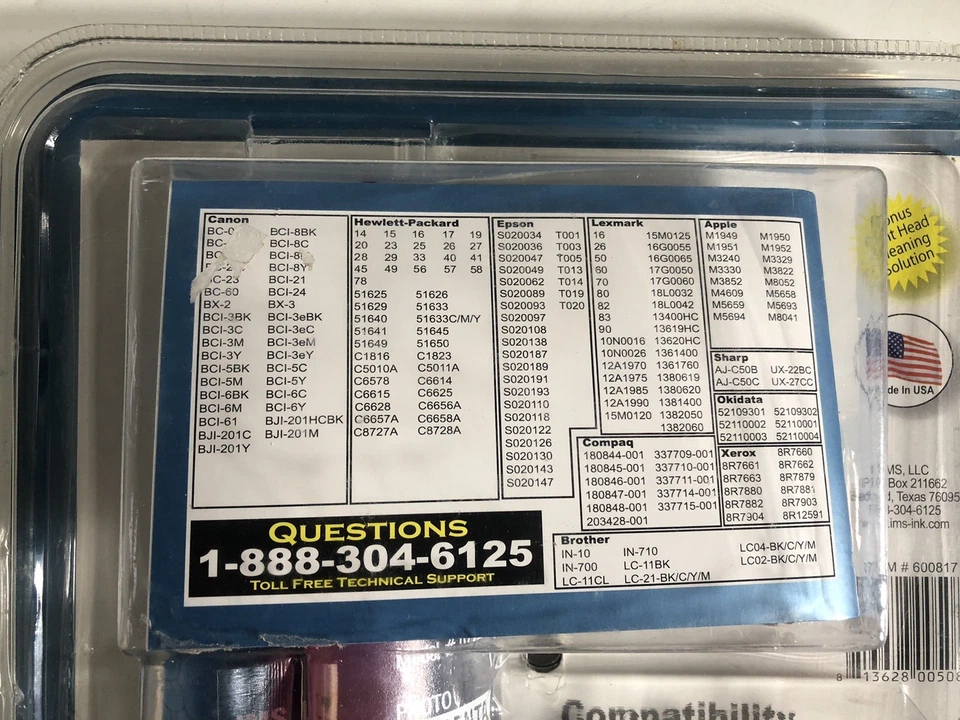 Canon
BCI-8BK
BCI-8C
BCI-21
BC-60 BCI-24
BX-2 BX-3
BCI-3BK BCI-3eBK
BCI-3C BCI-3eC
BCI-3M BCI-3eM
BCI-3Y BCI-3eY
BCI-5BK BCI-5C
BCI-5M BCI-5Y
BCI-6BK BCI-6C
BCI-6M BCI-6Y
BCI-61 BJI-201HCBK
BJI-201C BJI-201M
BJI-201Y
Hewlett-Packard
14 15 16 17 19
20 23 25 26 27
28 29 33 40 41
45 49 56 57 58
78
51625 51626
51629 51633
51640 51633C/M/Y
51641 51645
51649 51650
C1816 C1823
C5010A C5011A
C6578 C6614
C6615 C6625
C6628 C6656A
C6657A C6658A
C8727A C8728A
Epson
S020034 T001
S020036 T003
S020047 T005
S020049 T013
S020062 T014
S020089 T019
S020093 T020
S020097
S020108
S020138
S020187
S020189
S020191
S020193
S020110
S020118
S020122
S020126
S020130
S020143
S020147
Lexmark
16 15M0125
26 16G0055
50 16G0065
60 17G0050
70 17G0060
80 18L0032
82 18L0042
83 13400HC
90 13619HC
10N0016 13620HC
10N0026 1361400
12A1970 1361760
12A1975 1380619
12A1985 1380620
12A1990 1381400
15M0120 1382050
1382060
Apple
M1949 M1950
M1951 M1952
M3240 M3329
M3330 M3822
M3852 M8052
M4609 M5658
M5659 M5693
M5694 M8041
Sharp
AJ-C50B UX-22BC
AJ-C50C UX-27CC
Okidata
52109301 52109302
52110002 52110001
52110003 52110004
Compaq
180844-001 337709-001
180845-001 337710-001
180846-001 337711-001
180847-001 337714-001
180848-001 337715-001
203428-001
Xerox 8R7660
8R7661 8R7662
8R7663 8R7879
8R7880 8R7881
8R7882 8R7903
8R7904 8R12591
Brother
IN-10 IN-710 LC04-BK/C/Y/M
IN-700 LC-11BK LC02-BK/C/Y/M
LC-11CL LC-21-BK/C/Y/M
QUESTIONS
1-888-304-6125
TOLL FREE TECHNICAL SUPPORT
Head
Solution
Made In USA
IMS, LLC
Box 211662
Texas 76095
304-6125
.ims-ink.com
# 600817
8 13628 00508
Compatibility